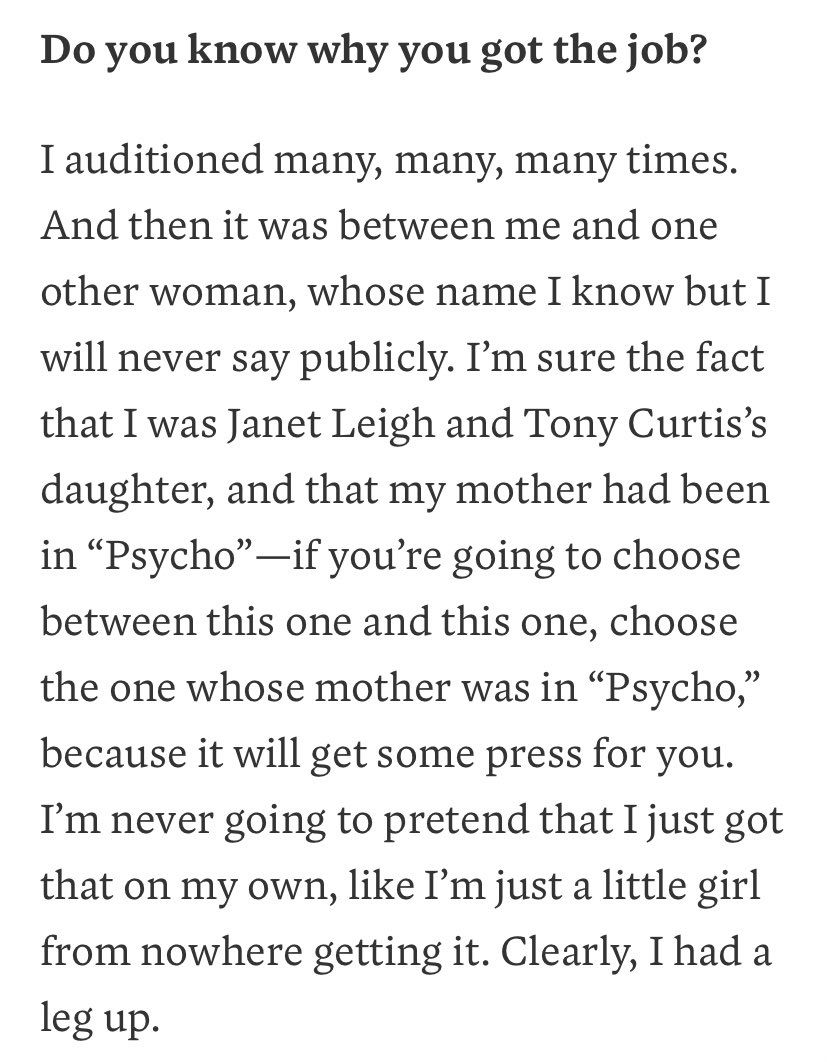 Do you know why you got the job?
I auditioned many, many, many times.
And then it was between me and one
other woman, whose name I know but I
will never say publicly. I’m sure the fact
that I was Janet Leigh and Tony Curtis’s
daughter, and that my mother had been
in “Psycho”—if you’re going to choose
between this one and this one, choose
the one whose mother was in “Psycho,”
because it will get some press for you.
I’m never going to pretend that I just got
that on my own, like I’m just a little girl
from nowhere getting it. Clearly, I had a
leg up.